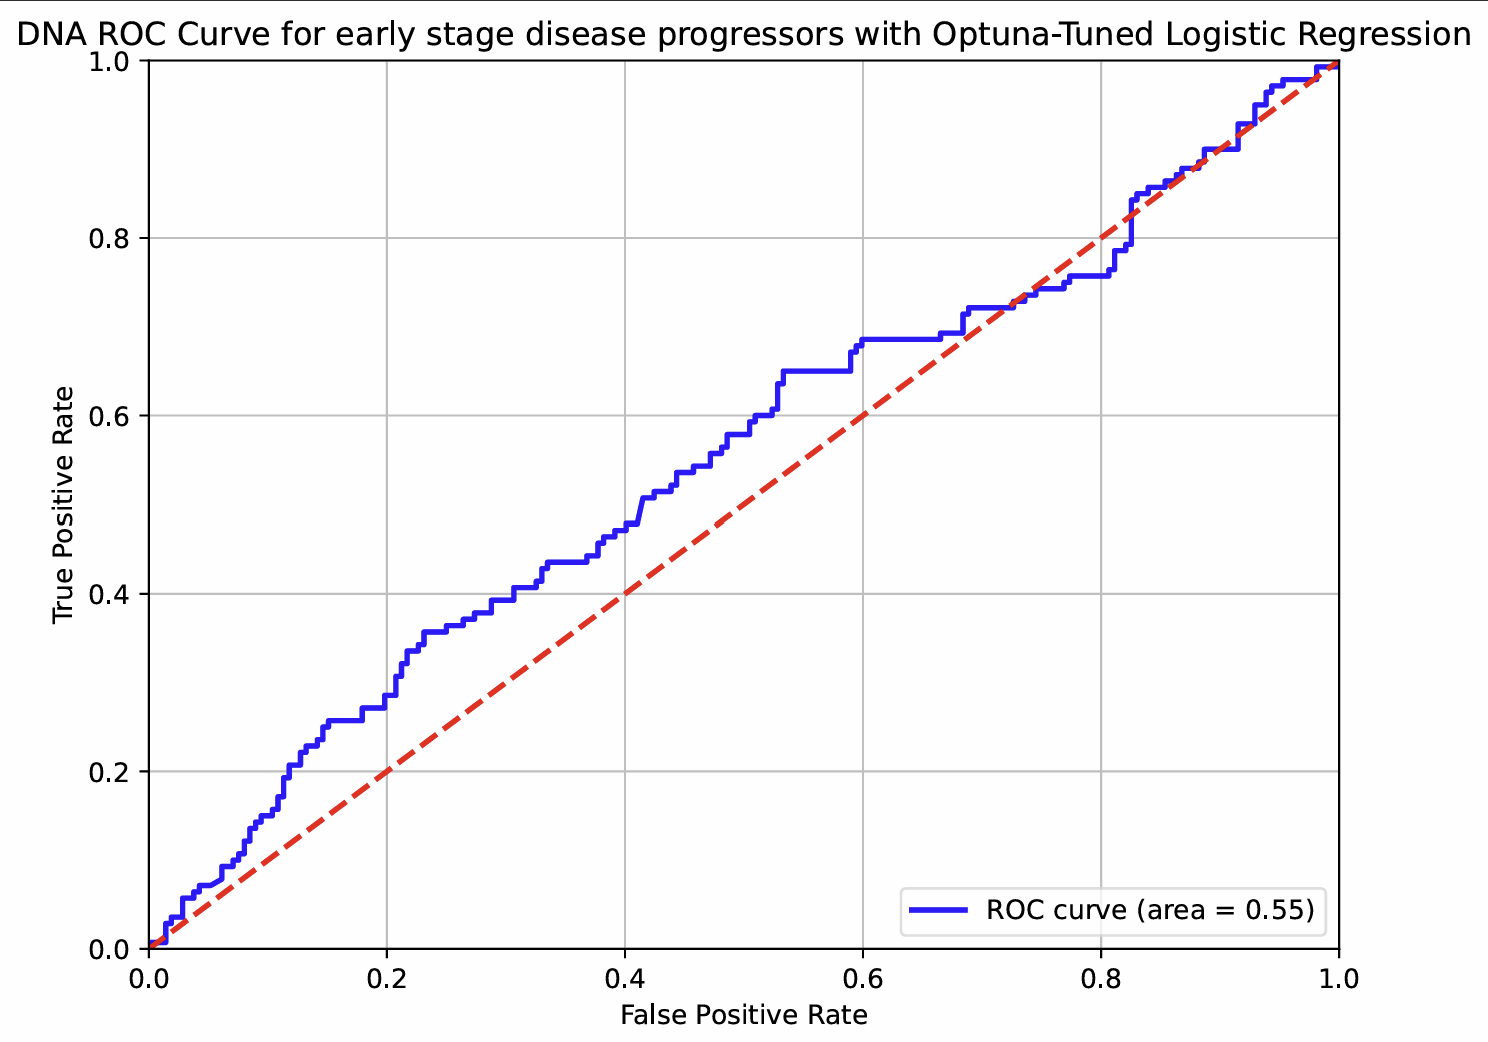 DNA ROC Curve for early stage disease progressors with Optuna-Tuned Logistic Regression
1.0
0.8
0.6
0.4
0.2
0.0
True Positive Rate
ROC curve (area = 0.55)
0.0 0.2 0.4 0.6 0.8 1.0
False Positive Rate